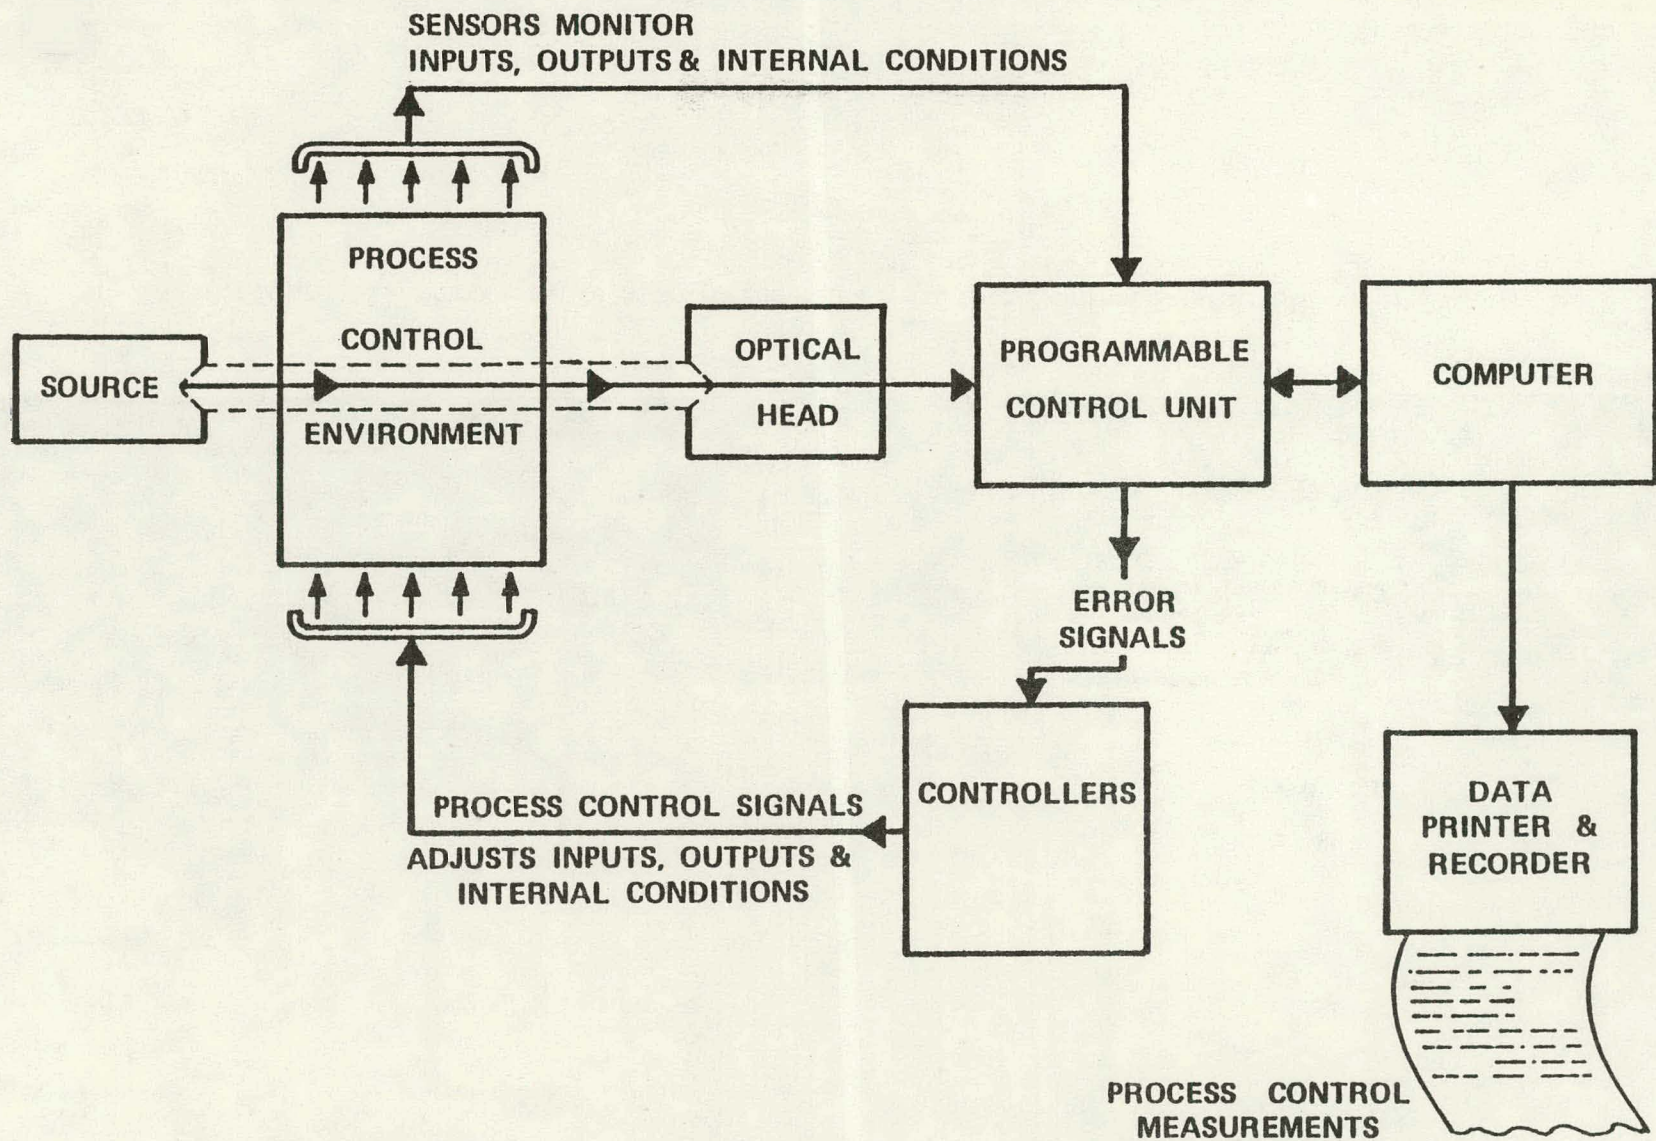 SENSORS MONITOR
INPUTS, OUTPUTS & INTERNAL CONDITIONS
PROCESS
CONTROL
ENVIRONMENT
SOURCE
OPTICAL
HEAD
PROGRAMMABLE
CONTROL UNIT
COMPUTER
ERROR
SIGNALS
CONTROLLERS
PROCESS CONTROL SIGNALS
ADJUSTS INPUTS, OUTPUTS &
INTERNAL CONDITIONS
DATA
PRINTER &
RECORDER
PROCESS CONTROL
MEASUREMENTS